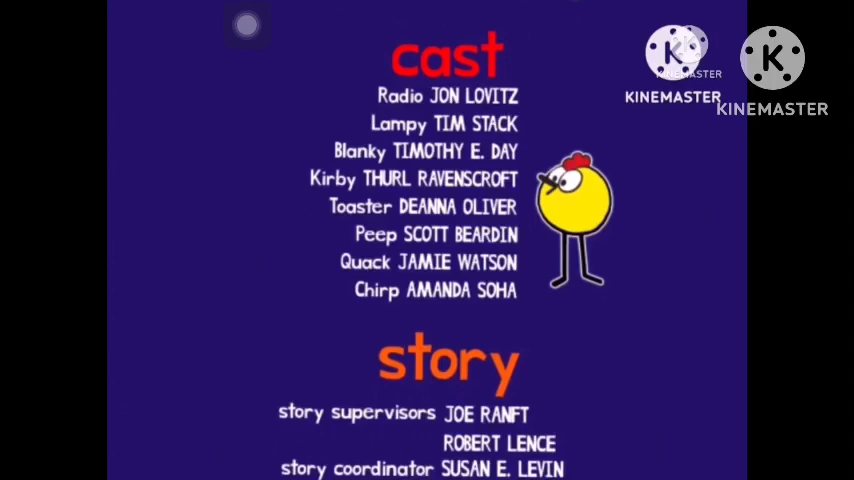 cast
Radio JON LOVITZ
Lampy TIM STACK
Blanky TIMOTHY E. DAY
Kirby THURL RAVENSCROFT
Toaster DEANNA OLIVER
Peep SCOTT BEARDIN
Quack JAMIE WATSON
Chirp AMANDA SOHA
story
story supervisors JOE RANFT
ROBERT LENCE
story coordinator SUSAN E. LEVIN
K
KINEMASTER
KINEMASTER
K
KINEMASTER